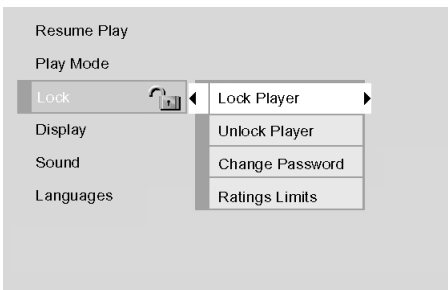 Resume Play
Play Mode
Lock
Display
Sound
Languages
Lock Player
Unlock Player
Change Password
Ratings Limits